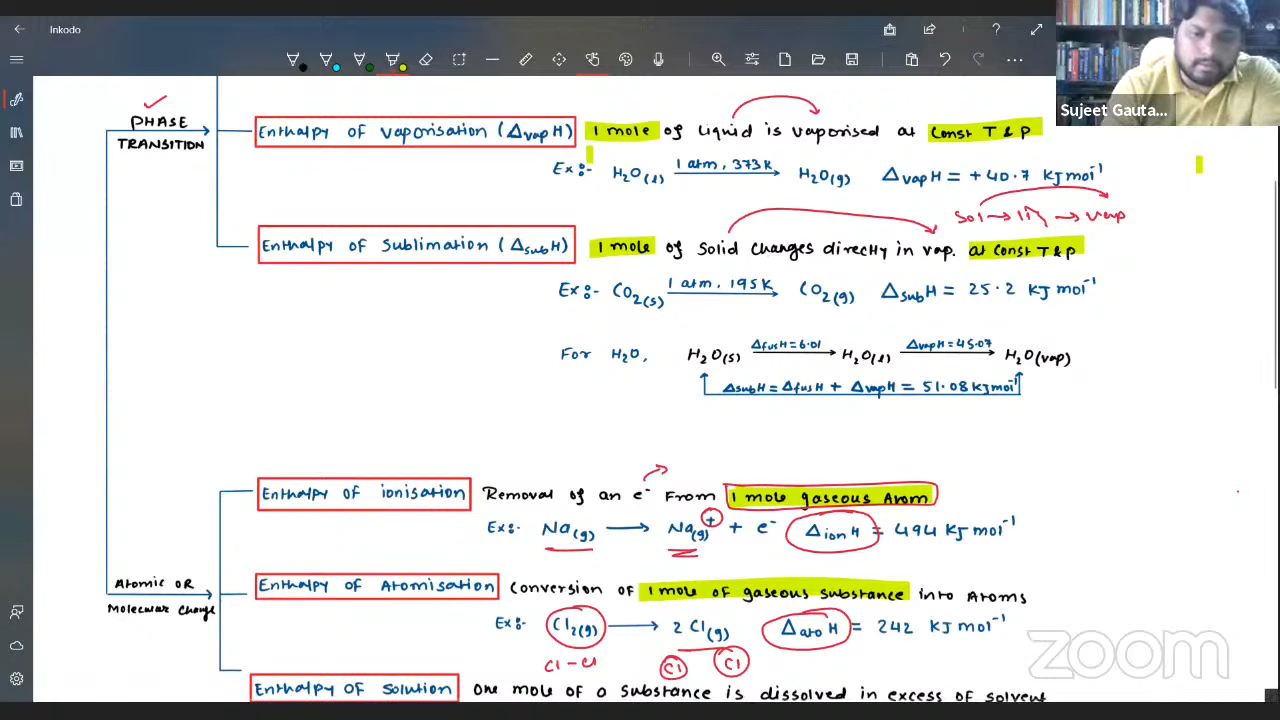 Inkodo
Sujeet Gauta...
PHASE
TRANSITION
Enthalpy of vaporisation (ΔvapH) 1 mole of Liquid is vaporised at Const T & P
Ex:- H₂O(l) 1 atm, 373K → H₂O(g) ΔvapH = +40.7 KJ mol⁻¹
Sol → liq → vap
Enthalpy of Sublimation (ΔsubH) 1 mole of Solid Changes directly in vap. at Const T & P
Ex:- CO₂(s) 1 atm, 195K → CO₂(g) ΔsubH = 25.2 KJ mol⁻¹
For H₂O, H₂O(s) ΔfusH = 6.01 → H₂O(l) ΔvapH = 45.07 → H₂O(vap)
ΔsubH = ΔfusH + ΔvapH = 51.08 KJ mol⁻¹
Enthalpy of ionisation Removal of an e⁻ From 1 mole gaseous Atom
Ex:- Na(g) → Na(g)⁺ + e⁻ ΔionH = 494 KJ mol⁻¹
Atomic OR
Molecular Change
Enthalpy of Atomisation Conversion of 1 mole of gaseous substance into Atoms
Ex:- Cl₂(g) → 2 Cl(g) ΔatoH = 242 KJ mol⁻¹
Cl - Cl Cl Cl
zoom
Enthalpy of solution One mole of a substance is dissolved in excess of solvent